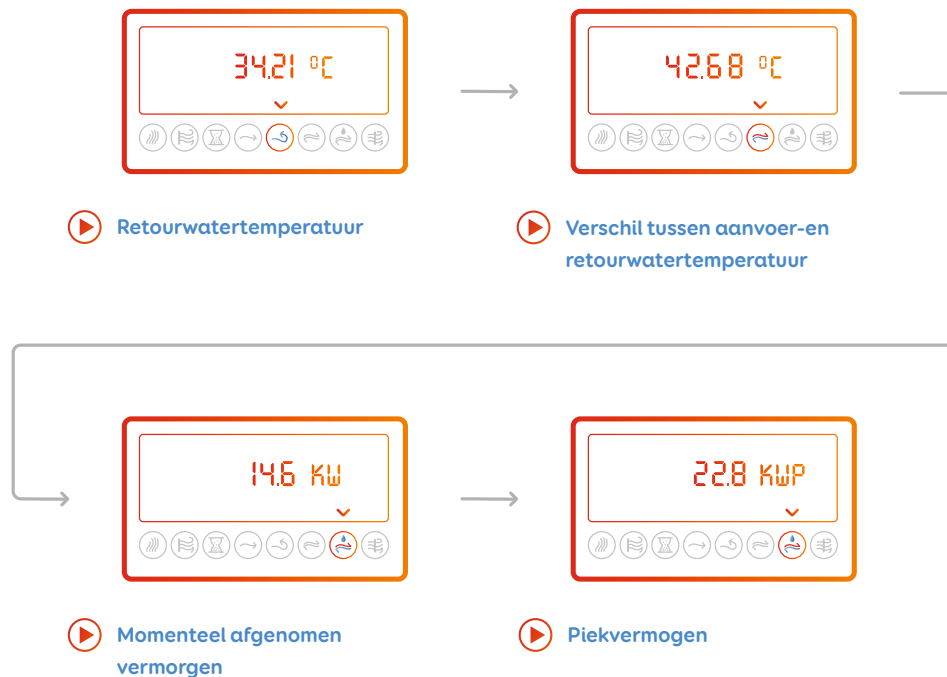 34.21 °C
42.68 °C
Retourwatertemperatuur
Verschil tussen aanvoer-en
retourwatertemperatuur
14.6 KW
22.8 KWP
Momenteel afgenomen
vermorgen
Piekvermogen